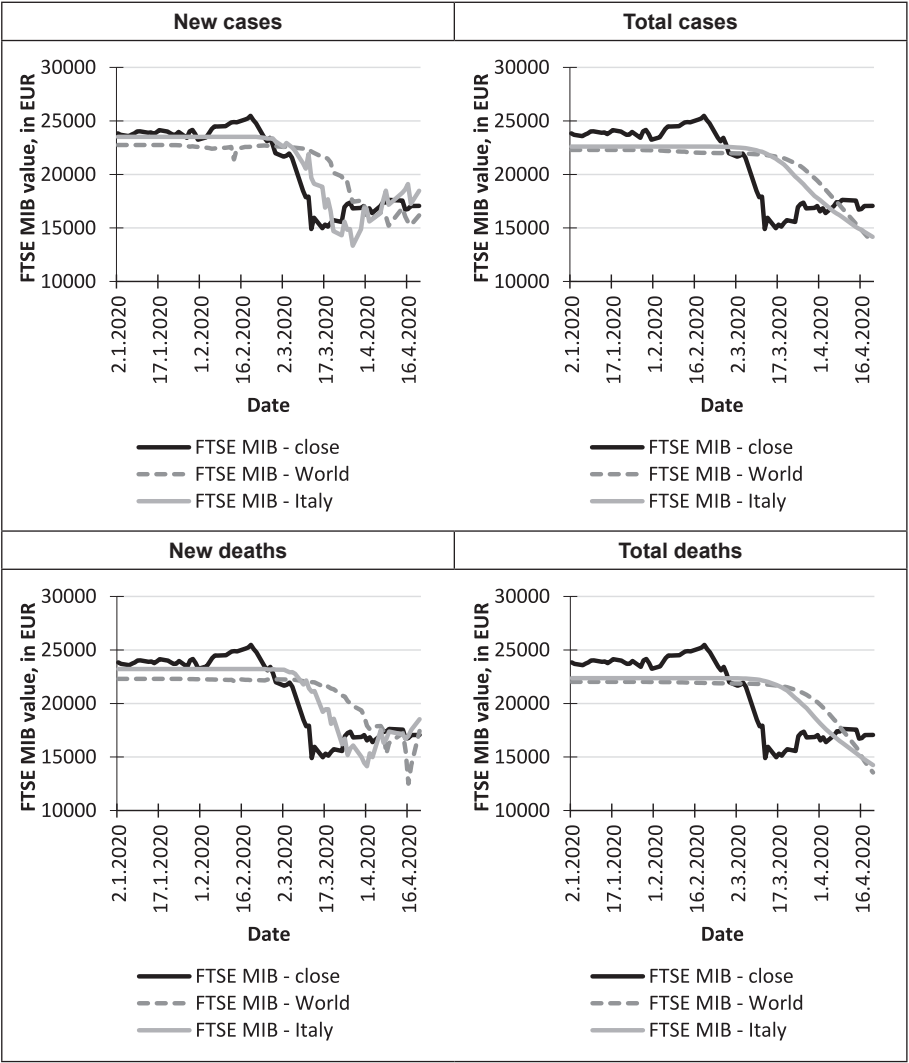 New cases
Total cases
FTSE MIB value, in EUR
30000
25000
20000
15000
10000
2.1.2020
17.1.2020
1.2.2020
16.2.2020
2.3.2020
17.3.2020
1.4.2020
16.4.2020
Date
FTSE MIB - close
FTSE MIB - World
FTSE MIB - Italy
FTSE MIB value, in EUR
30000
25000
20000
15000
10000
2.1.2020
17.1.2020
1.2.2020
16.2.2020
2.3.2020
17.3.2020
1.4.2020
16.4.2020
Date
FTSE MIB - close
FTSE MIB - World
FTSE MIB - Italy
New deaths
Total deaths
FTSE MIB value, in EUR
30000
25000
20000
15000
10000
2.1.2020
17.1.2020
1.2.2020
16.2.2020
2.3.2020
17.3.2020
1.4.2020
16.4.2020
Date
FTSE MIB - close
FTSE MIB - World
FTSE MIB - Italy
FTSE MIB value, in EUR
30000
25000
20000
15000
10000
2.1.2020
17.1.2020
1.2.2020
16.2.2020
2.3.2020
17.3.2020
1.4.2020
16.4.2020
Date
FTSE MIB - close
FTSE MIB - World
FTSE MIB - Italy